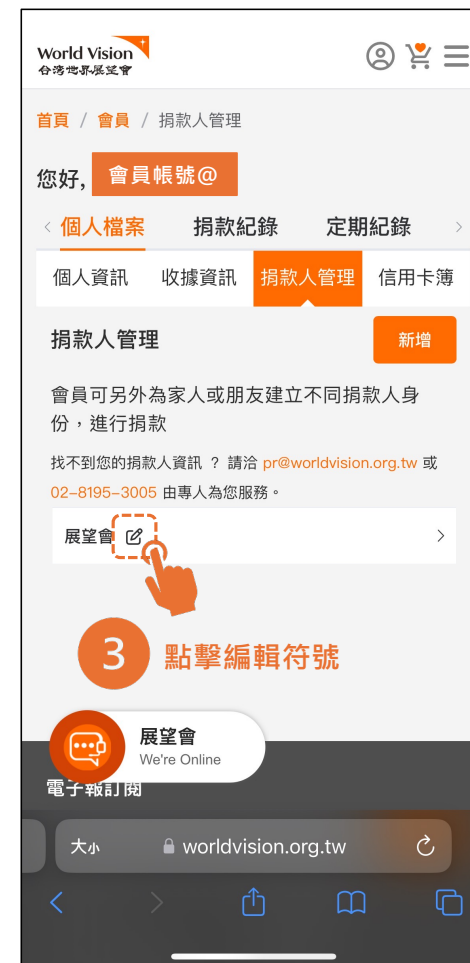 World Vision
台灣世界展望會
首頁 / 會員 / 捐款人管理
您好, 會員帳號@
< 個人檔案 捐款紀錄 定期紀錄 >
個人資訊 收據資訊 捐款人管理 信用卡簿
捐款人管理 新增
會員可另外為家人或朋友建立不同捐款人身
份，進行捐款
找不到您的捐款人資訊 ？ 請洽 pr@worldvision.org.tw 或
02-8195-3005 由專人為您服務。
展望會 >
3 點擊編輯符號
展望會
We're Online
電子報訂閱
大小 worldvision.org.tw